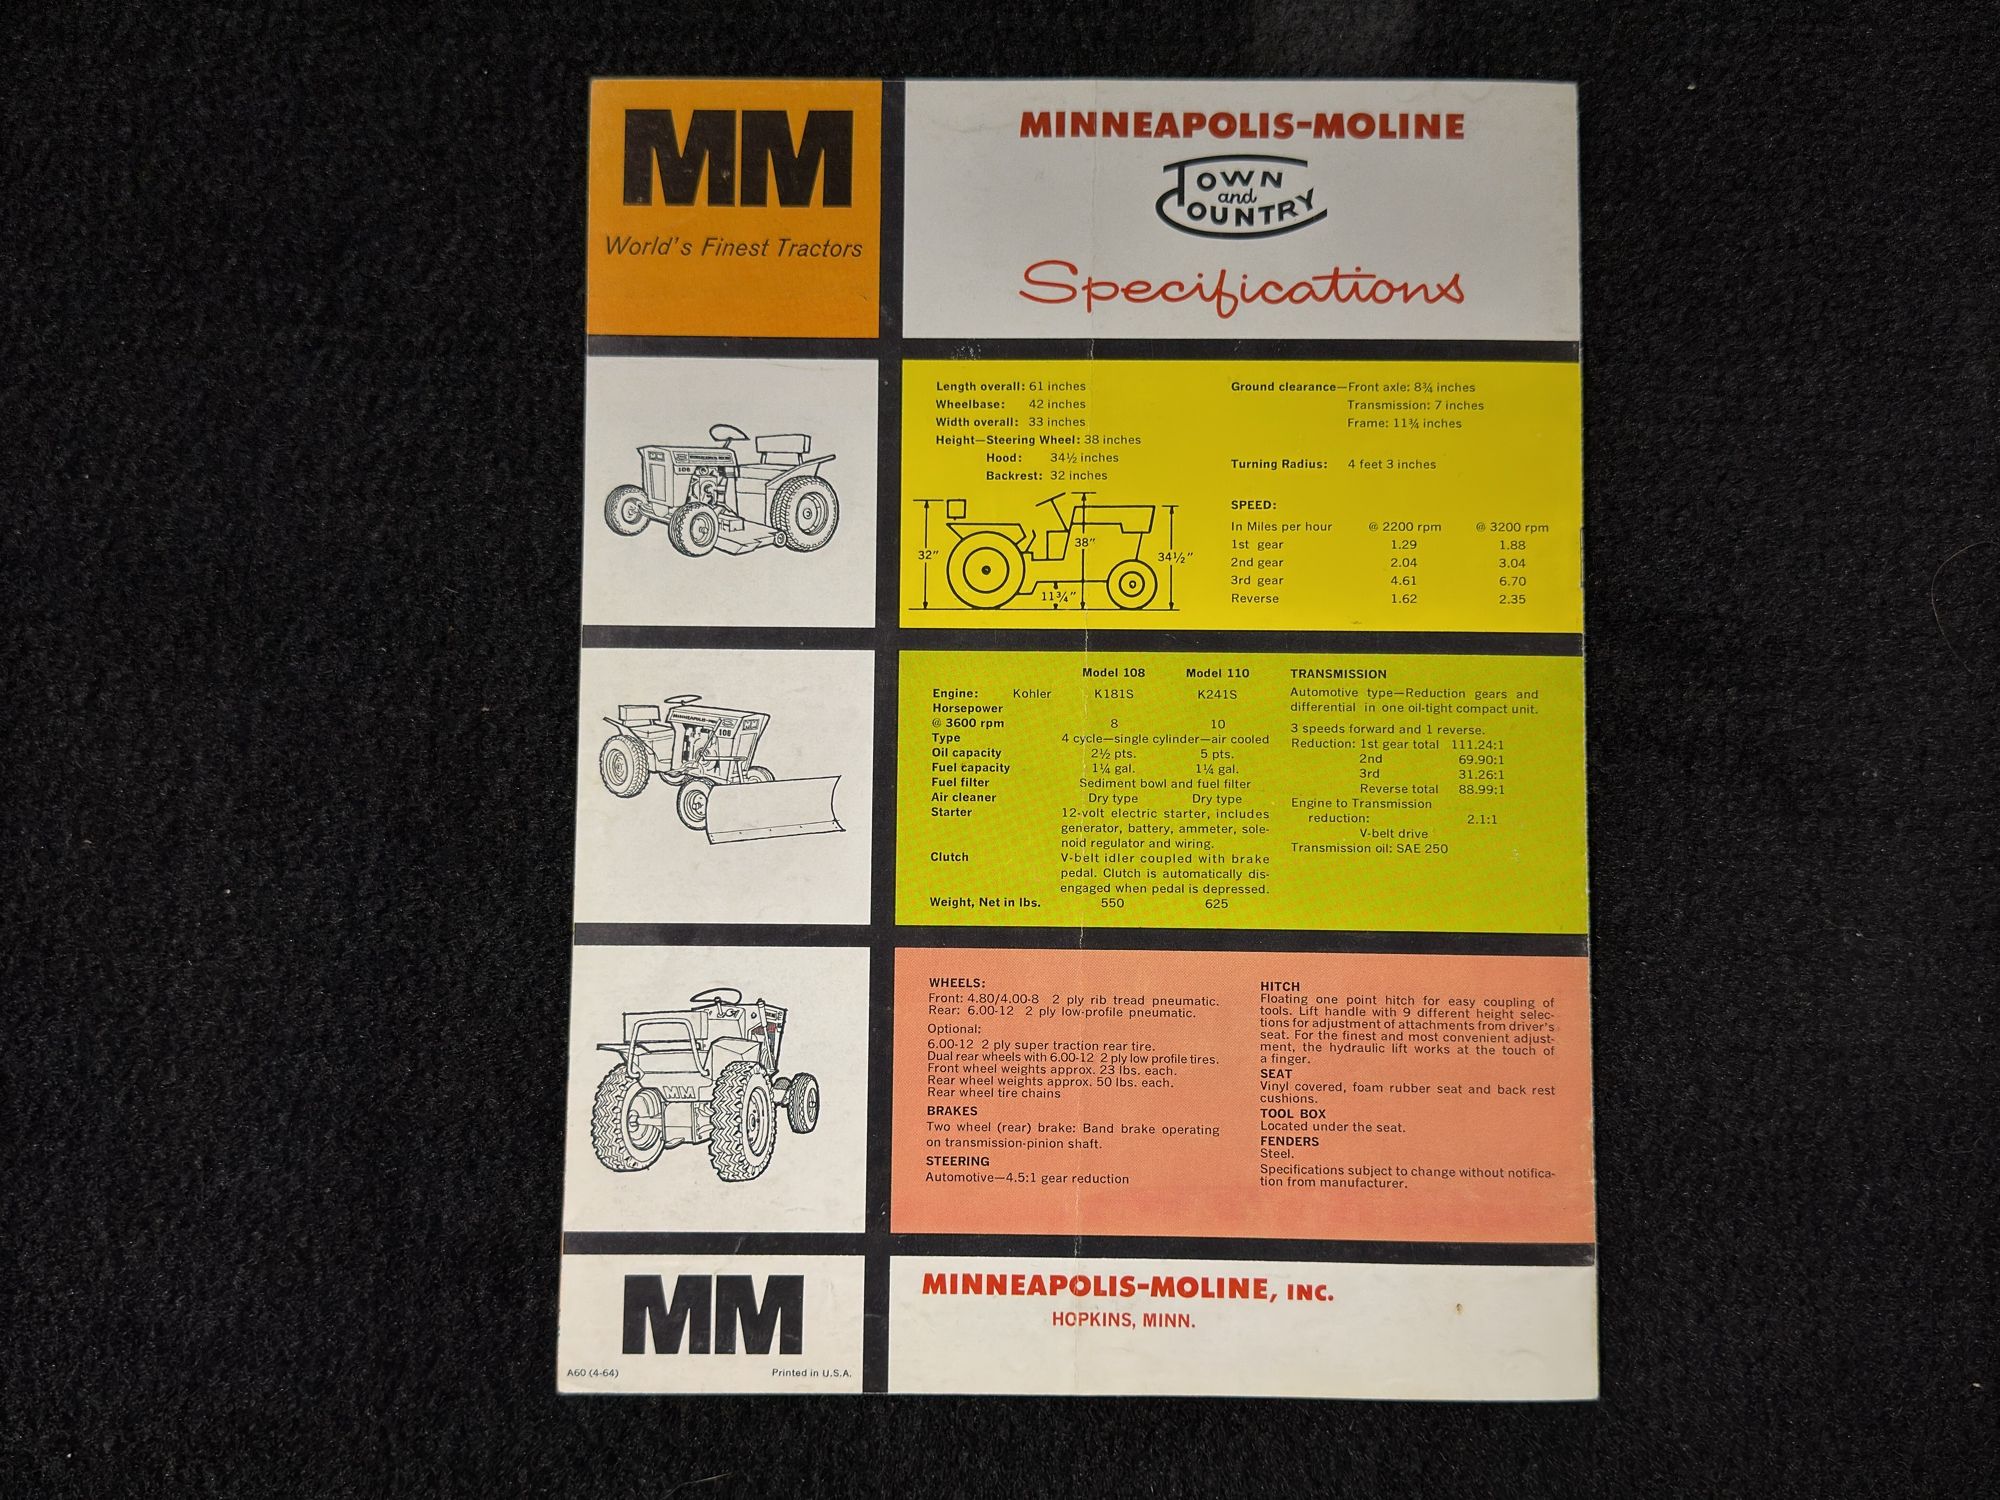 MM
World's Finest Tractors
MINNEAPOLIS-MOLINE
TOWN
and
COUNTRY
Specifications
Length overall: 61 inches
Wheelbase: 42 inches
Width overall: 33 inches
Height—Steering Wheel: 38 inches
Hood: 34½ inches
Backrest: 32 inches
32"
38"
34½"
11¾"
Ground clearance—Front axle: 8¾ inches
Transmission: 7 inches
Frame: 11¾ inches
Turning Radius: 4 feet 3 inches
SPEED:
In Miles per hour @ 2200 rpm @ 3200 rpm
1st gear 1.29 1.88
2nd gear 2.04 3.04
3rd gear 4.61 6.70
Reverse 1.62 2.35
108
Model 108 Model 110
Engine: Kohler K181S K241S
Horsepower
@ 3600 rpm 8 10
Type 4 cycle—single cylinder—air cooled
Oil capacity 2½ pts. 5 pts.
Fuel capacity 1¼ gal. 1¼ gal.
Fuel filter Sediment bowl and fuel filter
Air cleaner Dry type Dry type
Starter 12-volt electric starter, includes
generator, battery, ammeter, sole-
noid regulator and wiring.
Clutch V-belt idler coupled with brake
pedal. Clutch is automatically dis-
engaged when pedal is depressed.
Weight, Net in lbs. 550 625
TRANSMISSION
Automotive type—Reduction gears and
differential in one oil-tight compact unit.
3 speeds forward and 1 reverse.
Reduction: 1st gear total 111.24:1
2nd 69.90:1
3rd 31.26:1
Reverse total 88.99:1
Engine to Transmission
reduction: 2.1:1
V-belt drive
Transmission oil: SAE 250
108
WHEELS:
Front: 4.80/4.00-8 2 ply rib tread pneumatic.
Rear: 6.00-12 2 ply low-profile pneumatic.
Optional:
6.00-12 2 ply super traction rear tire.
Dual rear wheels with 6.00-12 2 ply low profile tires.
Front wheel weights approx. 23 lbs. each.
Rear wheel weights approx. 50 lbs. each.
Rear wheel tire chains
BRAKES
Two wheel (rear) brake: Band brake operating
on transmission-pinion shaft.
STEERING
Automotive—4.5:1 gear reduction
HITCH
Floating one point hitch for easy coupling of
tools. Lift handle with 9 different height selec-
tions for adjustment of attachments from driver's
seat. For the finest and most convenient adjust-
ment, the hydraulic lift works at the touch of
a finger.
SEAT
Vinyl covered, foam rubber seat and back rest
cushions.
TOOL BOX
Located under the seat.
FENDERS
Steel.
Specifications subject to change without notifica-
tion from manufacturer.
MM
MM
A60 (4-64) Printed in U.S.A.
MINNEAPOLIS-MOLINE, INC.
HOPKINS, MINN.